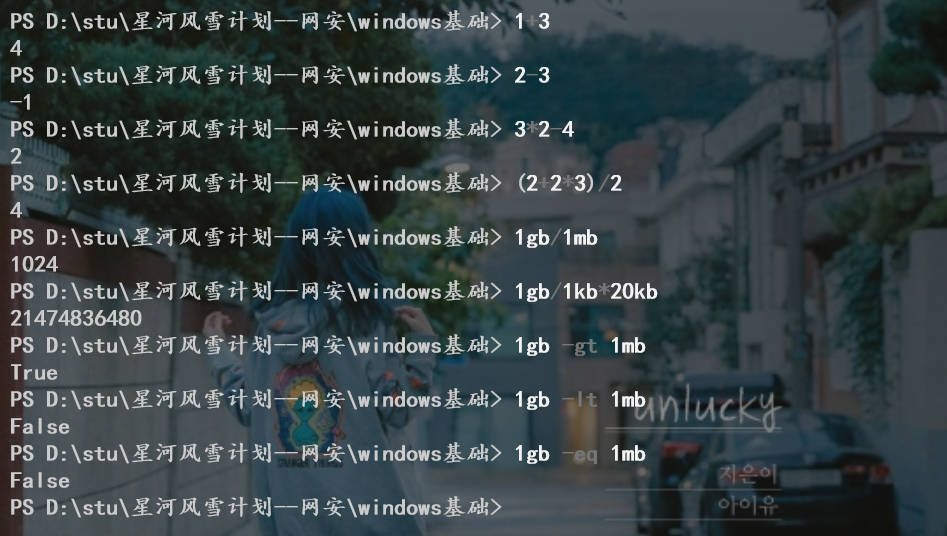 PS D:\stu\星河风雪计划--网安\windows基础> 1+3
4
PS D:\stu\星河风雪计划--网安\windows基础> 2-3
-1
PS D:\stu\星河风雪计划--网安\windows基础> 3*2-4
2
PS D:\stu\星河风雪计划--网安\windows基础> (2+2*3)/2
4
PS D:\stu\星河风雪计划--网安\windows基础> 1gb/1mb
1024
PS D:\stu\星河风雪计划--网安\windows基础> 1gb/1kb*20kb
21474836480
PS D:\stu\星河风雪计划--网安\windows基础> 1gb -gt 1mb
True
PS D:\stu\星河风雪计划--网安\windows基础> 1gb -lt 1mb
unlucky
False
PS D:\stu\星河风雪计划--网安\windows基础> 1gb -eq 1mb
지은이
False
PS D:\stu\星河风雪计划--网安\windows基础>
아이유